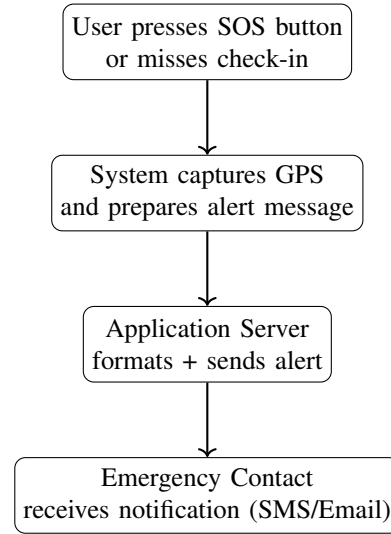 User presses SOS button
or misses check-in
System captures GPS
and prepares alert message
Application Server
formats + sends alert
Emergency Contact
receives notification (SMS/Email)